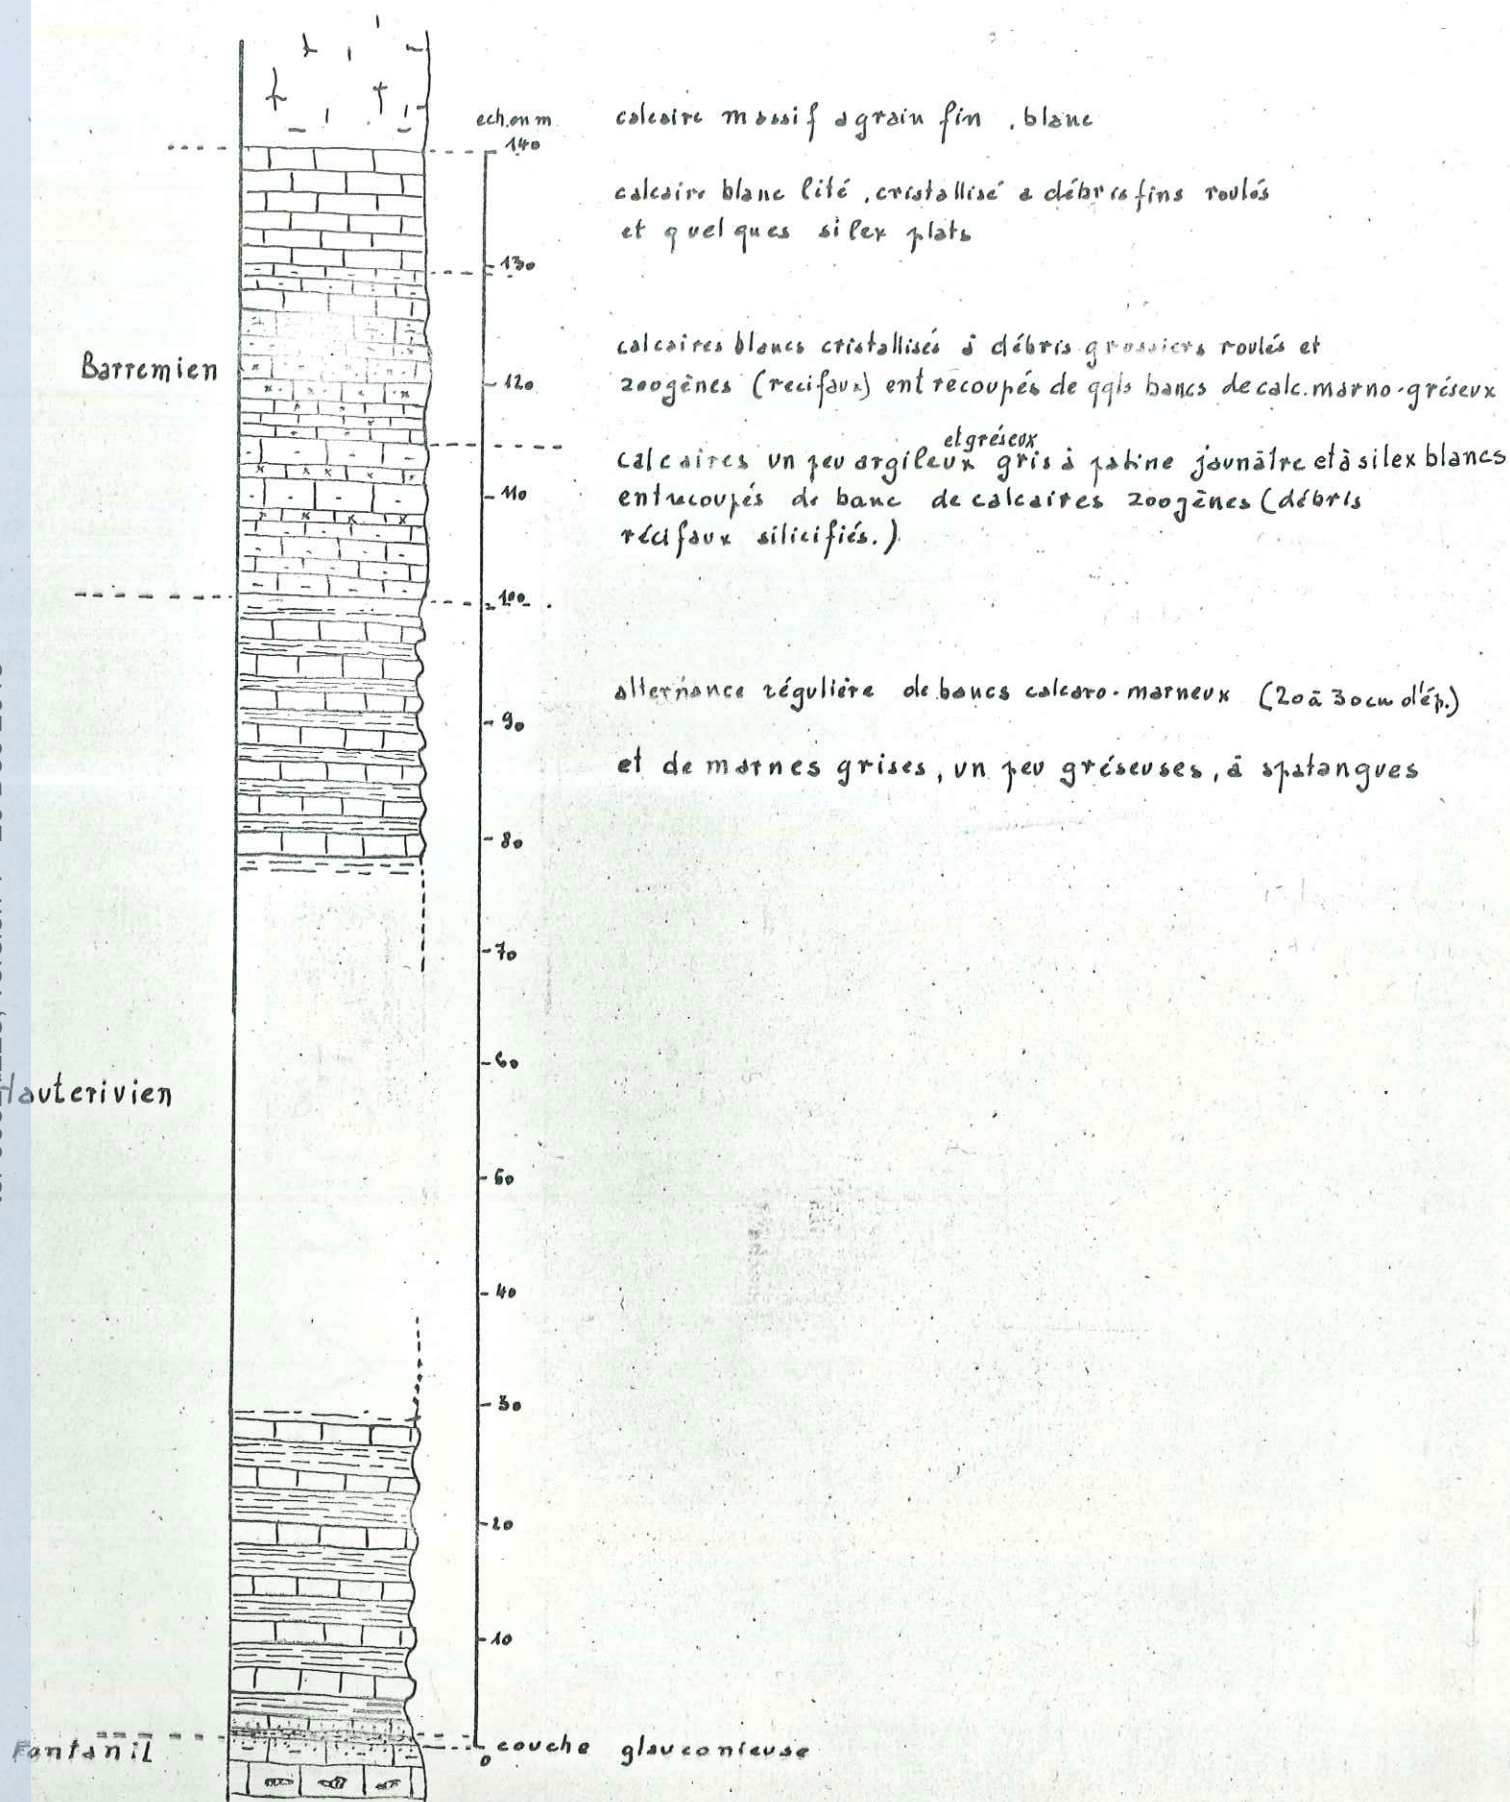 ech. en m
calcaire massif a grain fin, blanc
140
calcaire blanc lité, cristallisé a débris fins roulés
et quelques silex plats
130
calcaires blancs cristallisés à débris grossiers roulés et
Barremien
120
zoogènes (recifaux) entrecoupés de qqls bancs de calc. marno-gréseux
et gréseux
calcaires un peu argileux gris à patine jaunâtre et à silex blancs
110
entrecoupés de banc de calcaires zoogènes (débris
récifaux silicifiés.)
100
alternance régulière de bancs calcaro-marneux (20 à 30 cm d'ép.)
90
et de marnes grises, un peu gréseuses, à spatangues
80
70
60
Hauterivien
50
40
30
20
10
Fontanil
0
couche glauconieuse